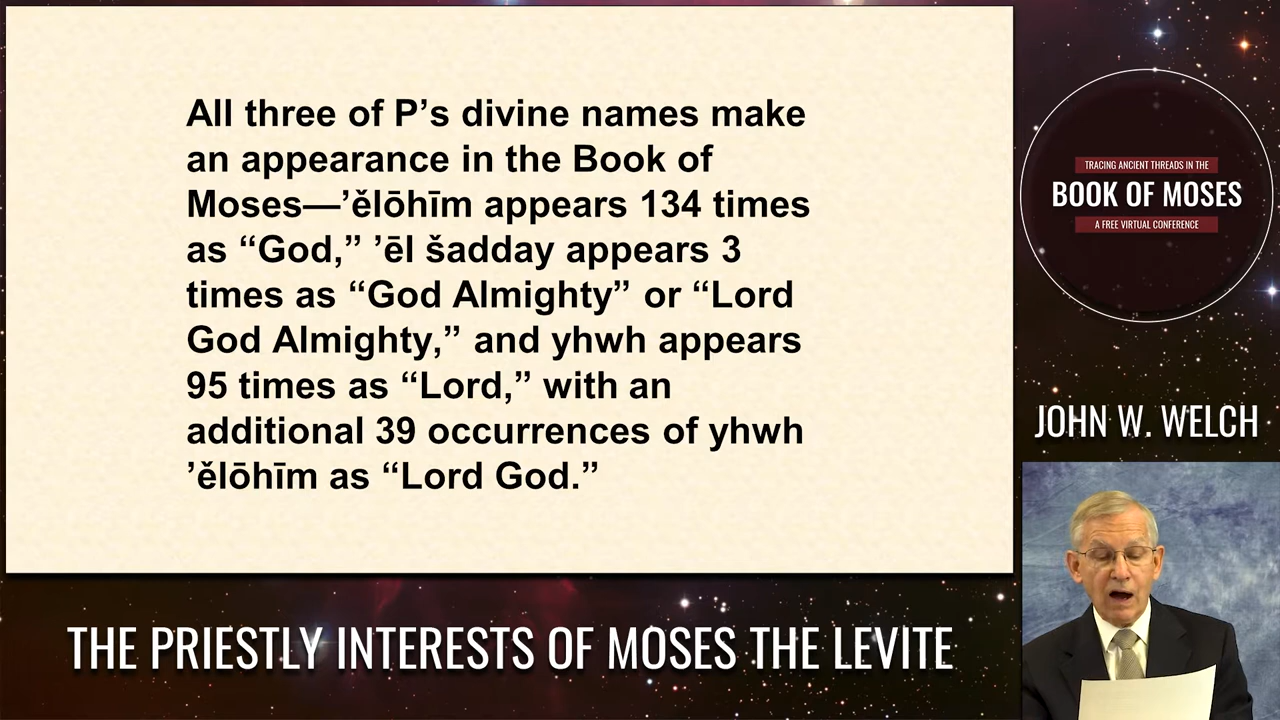 All three of P’s divine names make
an appearance in the Book of
Moses—’ĕlōhīm appears 134 times
as “God,” ’ēl šadday appears 3
times as “God Almighty” or “Lord
God Almighty,” and yhwh appears
95 times as “Lord,” with an
additional 39 occurrences of yhwh
’ĕlōhīm as “Lord God.”
TRACING ANCIENT THREADS IN THE
BOOK OF MOSES
A FREE VIRTUAL CONFERENCE
JOHN W. WELCH
THE PRIESTLY INTERESTS OF MOSES THE LEVITE